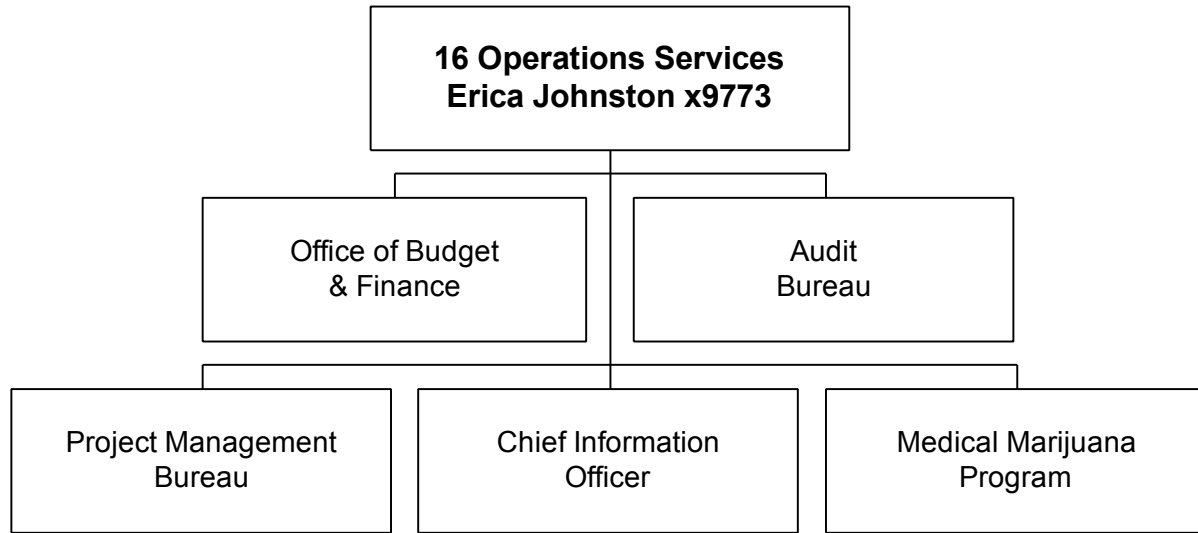 16 Operations Services
Erica Johnston x9773
Office of Budget
& Finance
Audit
Bureau
Project Management
Bureau
Chief Information
Officer
Medical Marijuana
Program